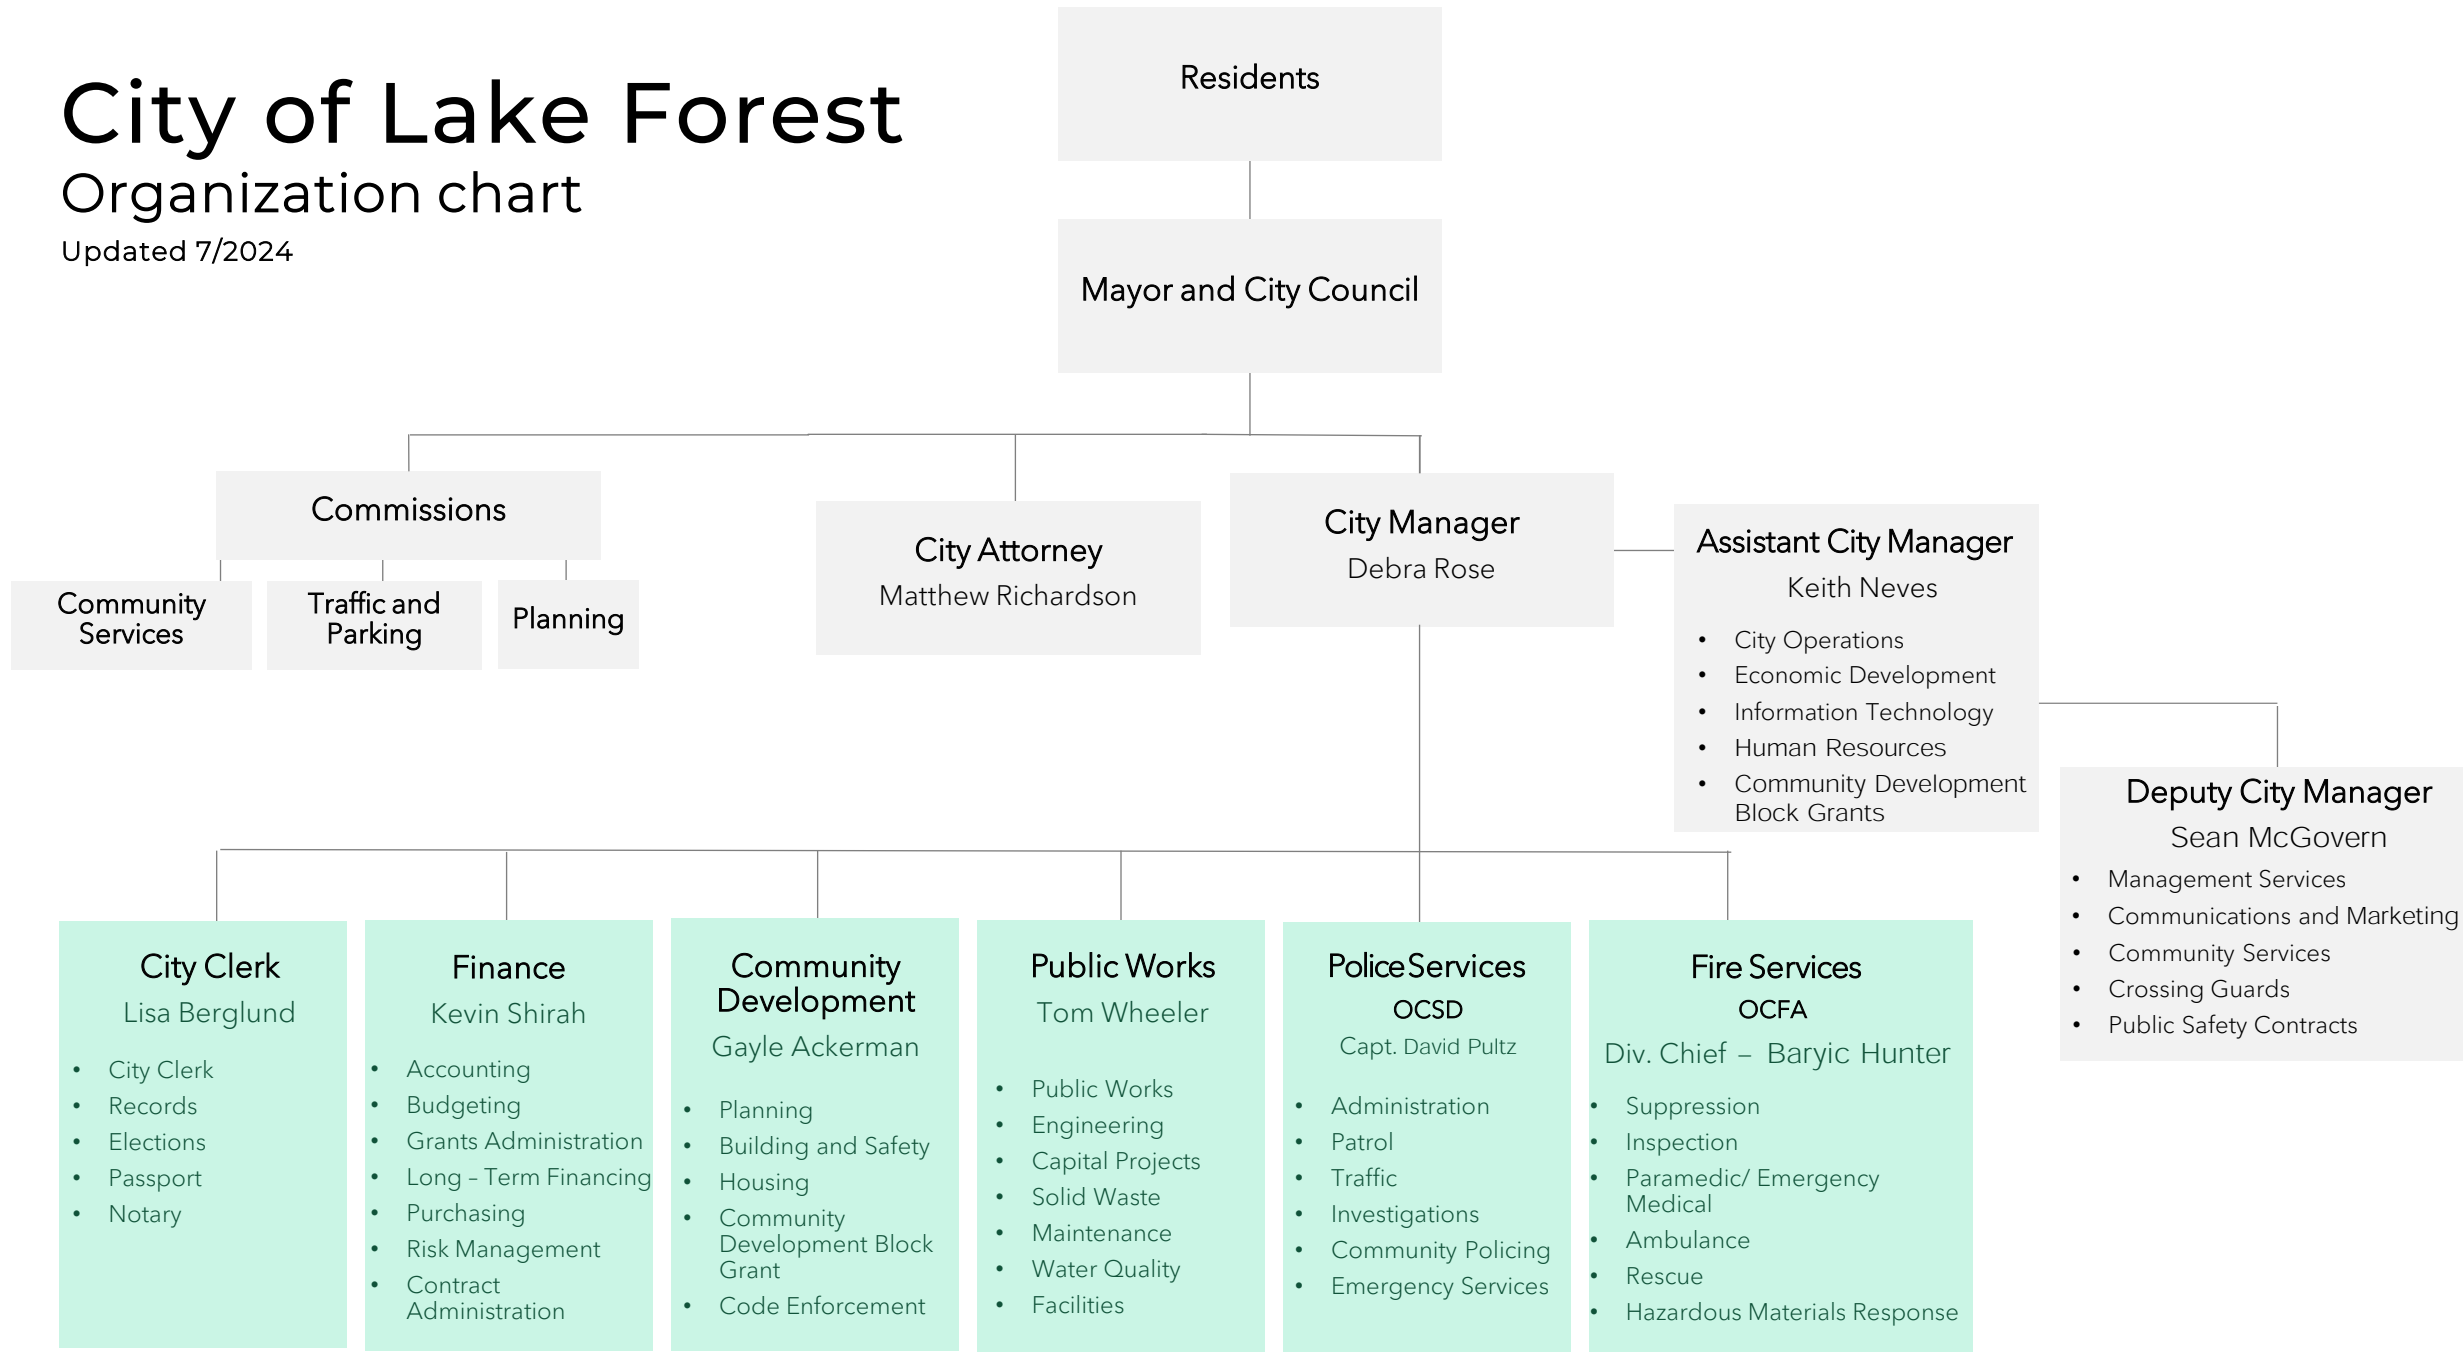 City of Lake Forest
Organization chart
Updated 7/2024
Residents
Mayor and City Council
Commissions
Community
Services
Traffic and
Parking
Planning
City Attorney
Matthew Richardson
City Manager
Debra Rose
Assistant City Manager
Keith Neves
• City Operations
• Economic Development
• Information Technology
• Human Resources
• Community Development
Block Grants
Deputy City Manager
Sean McGovern
• Management Services
• Communications and Marketing
• Community Services
• Crossing Guards
• Public Safety Contracts
City Clerk
Lisa Berglund
• City Clerk
• Records
• Elections
• Passport
• Notary
Finance
Kevin Shirah
• Accounting
• Budgeting
• Grants Administration
• Long – Term Financing
• Purchasing
• Risk Management
• Contract
Administration
Community
Development
Gayle Ackerman
• Planning
• Building and Safety
• Housing
• Community
Development Block
Grant
• Code Enforcement
Public Works
Tom Wheeler
• Public Works
• Engineering
• Capital Projects
• Solid Waste
• Maintenance
• Water Quality
• Facilities
Police Services
OCSD
Capt. David Pultz
• Administration
• Patrol
• Traffic
• Investigations
• Community Policing
• Emergency Services
Fire Services
OCFA
Div. Chief – Baryic Hunter
• Suppression
• Inspection
• Paramedic/ Emergency
Medical
• Ambulance
• Rescue
• Hazardous Materials Response